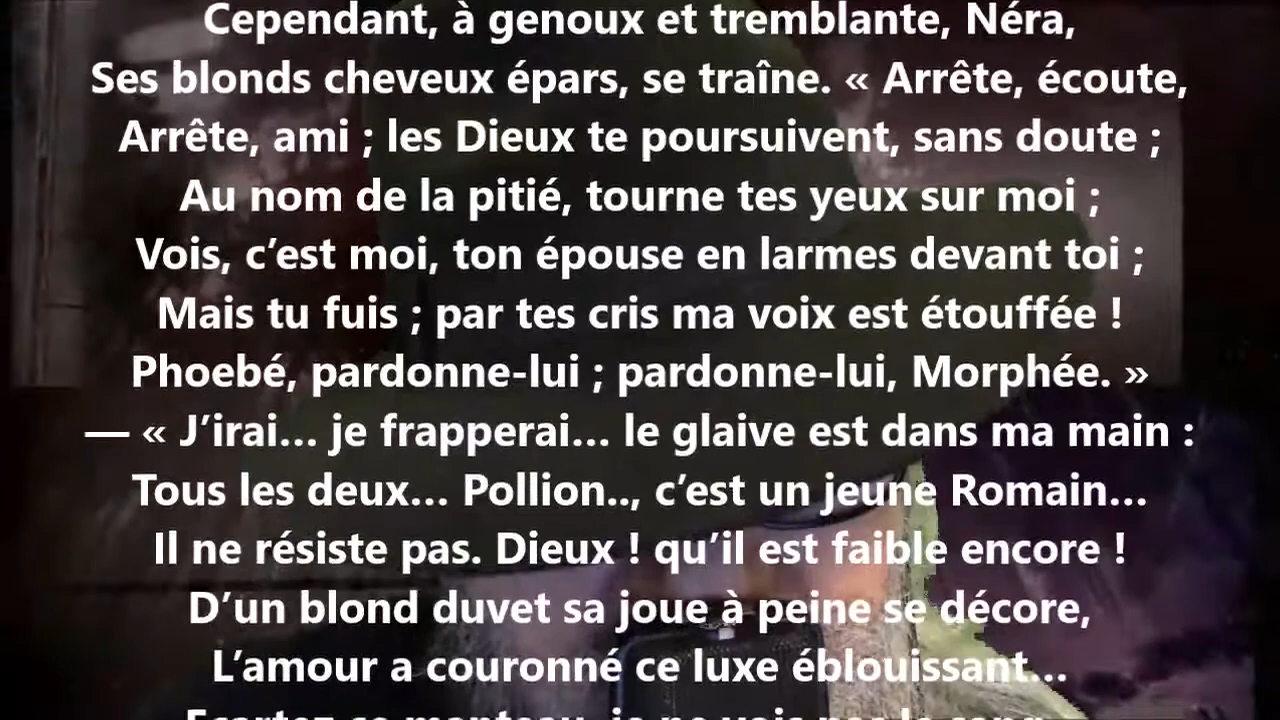 Cependant, à genoux et tremblante, Néra,
Ses blonds cheveux épars, se traîne. « Arrête, écoute,
Arrête, ami ; les Dieux te poursuivent, sans doute ;
Au nom de la pitié, tourne tes yeux sur moi ;
Vois, c’est moi, ton épouse en larmes devant toi ;
Mais tu fuis ; par tes cris ma voix est étouffée !
Phoebé, pardonne-lui ; pardonne-lui, Morphée. »
— « J’irai… je frapperai… le glaive est dans ma main :
Tous les deux… Pollion.., c’est un jeune Romain…
Il ne résiste pas. Dieux ! qu’il est faible encore !
D’un blond duvet sa joue à peine se décore,
L’amour a couronné ce luxe éblouissant…